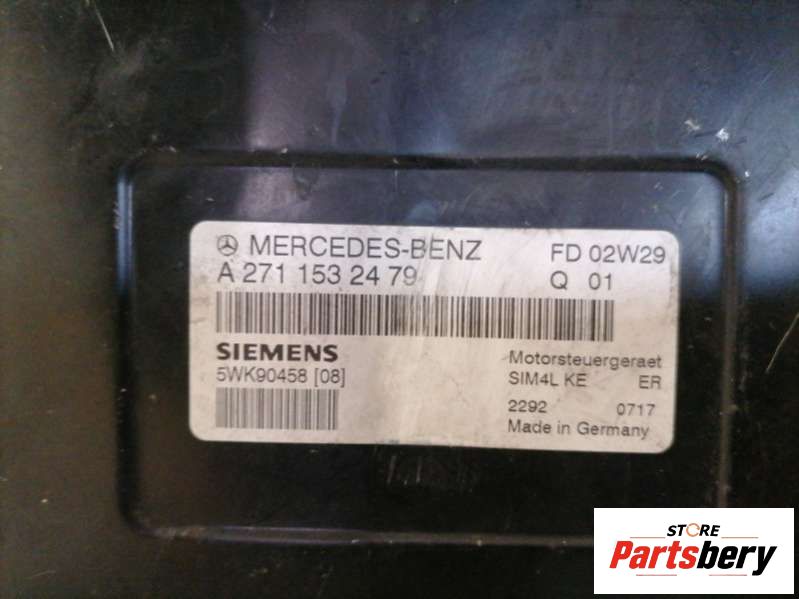 MERCEDES-BENZ FD 02W29
A 271 153 24 79 Q 01
SIEMENS Motorsteuergeraet
5WK90458 [08] SIM4L KE ER
2292 0717
Made in Germany
STORE
Partsbery